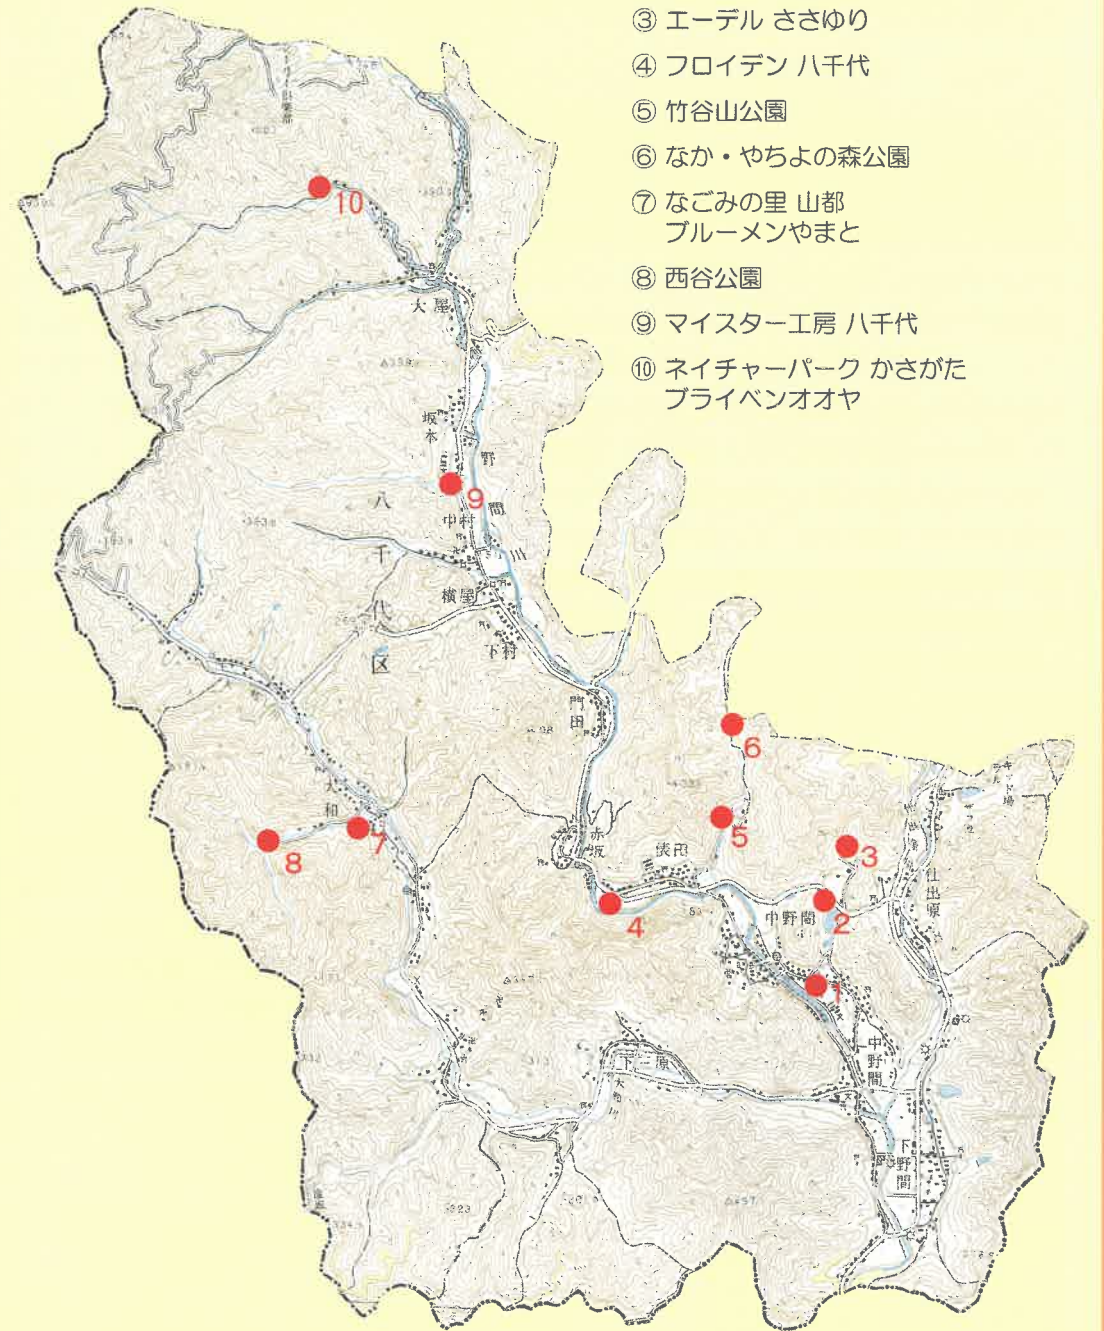 ③ エーデル ささゆり
④ フロイデン 八千代
⑤ 竹谷山公園
⑥ なか・やちよの森公園
⑦ なごみの里 山都
ブルーメンやまと
⑧ 西谷公園
⑨ マイスター工房 八千代
⑩ ネイチャーパーク かさがた
ブライベンオオヤ
10
大屋
坂本
野間川
9
中村
八千代区
横屋
下村
門田
6
大和
7
8
赤坂
俵田
5
3
仕出原
4
中野間
2
1
下三原
大和川
中野間
下野間
323